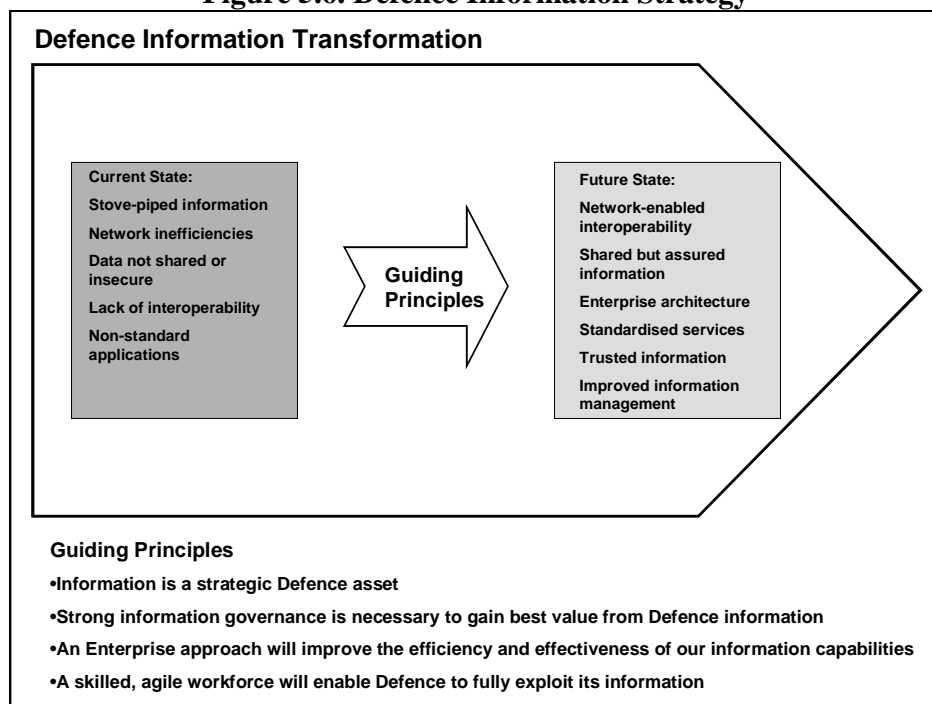 Figure 3.6. Defence Information Strategy
Defence Information Transformation
Current State:
Stove-piped information
Network inefficiencies
Data not shared or
insecure
Lack of interoperability
Non-standard
applications
Guiding
Principles
Future State:
Network-enabled
interoperability
Shared but assured
information
Enterprise architecture
Standardised services
Trusted information
Improved information
management
Guiding Principles
•Information is a strategic Defence asset
•Strong information governance is necessary to gain best value from Defence information
•An Enterprise approach will improve the efficiency and effectiveness of our information capabilities
•A skilled, agile workforce will enable Defence to fully exploit its information